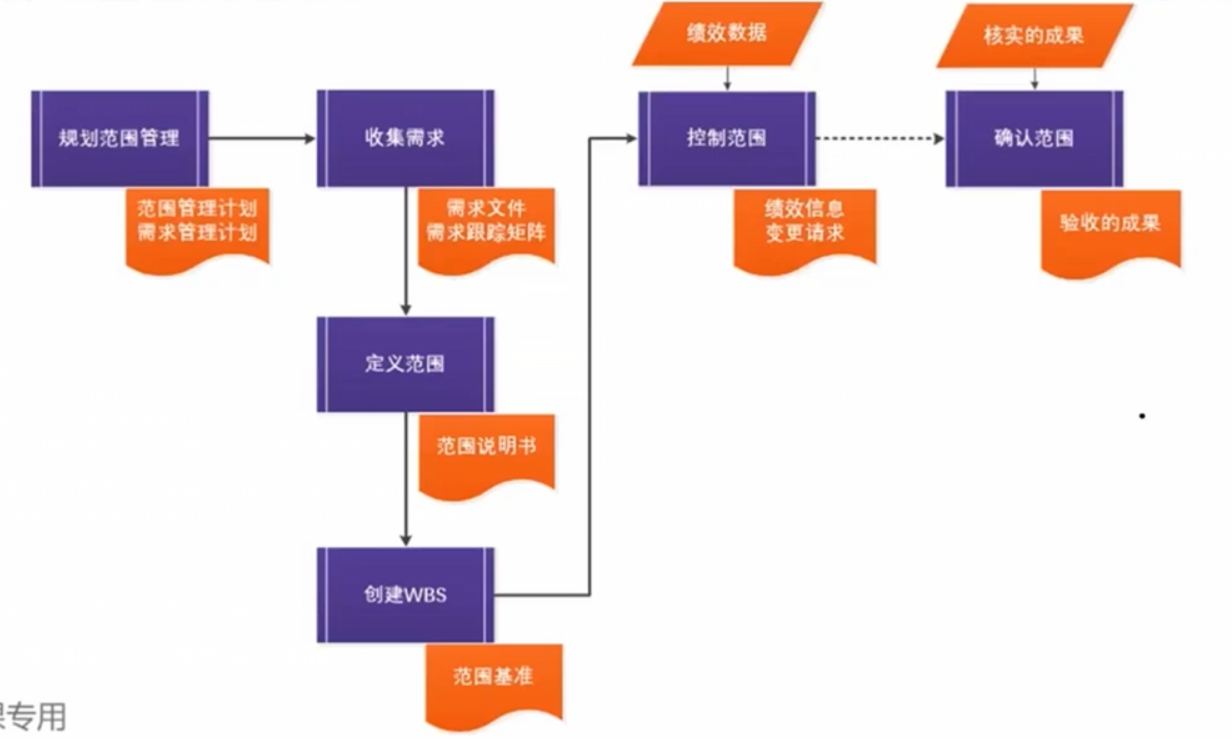 绩效数据
核实的成果
规划范围管理
收集需求
控制范围
确认范围
范围管理计划
需求管理计划
需求文件
需求跟踪矩阵
绩效信息
变更请求
验收的成果
定义范围
范围说明书
创建WBS
范围基准
课专用